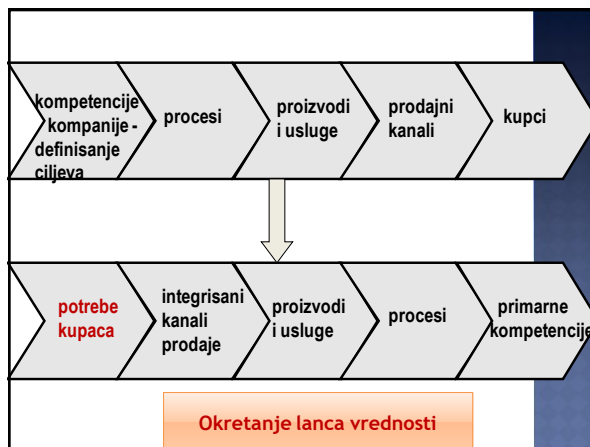 kompetencije
kompanije -
definisanje
ciljeva
procesi
proizvodi
i usluge
prodajni
kanali
kupci
potrebe
kupaca
integrisani
kanali
prodaje
proizvodi
i usluge
procesi
primarne
kompetencije
Okretanje lanca vrednosti